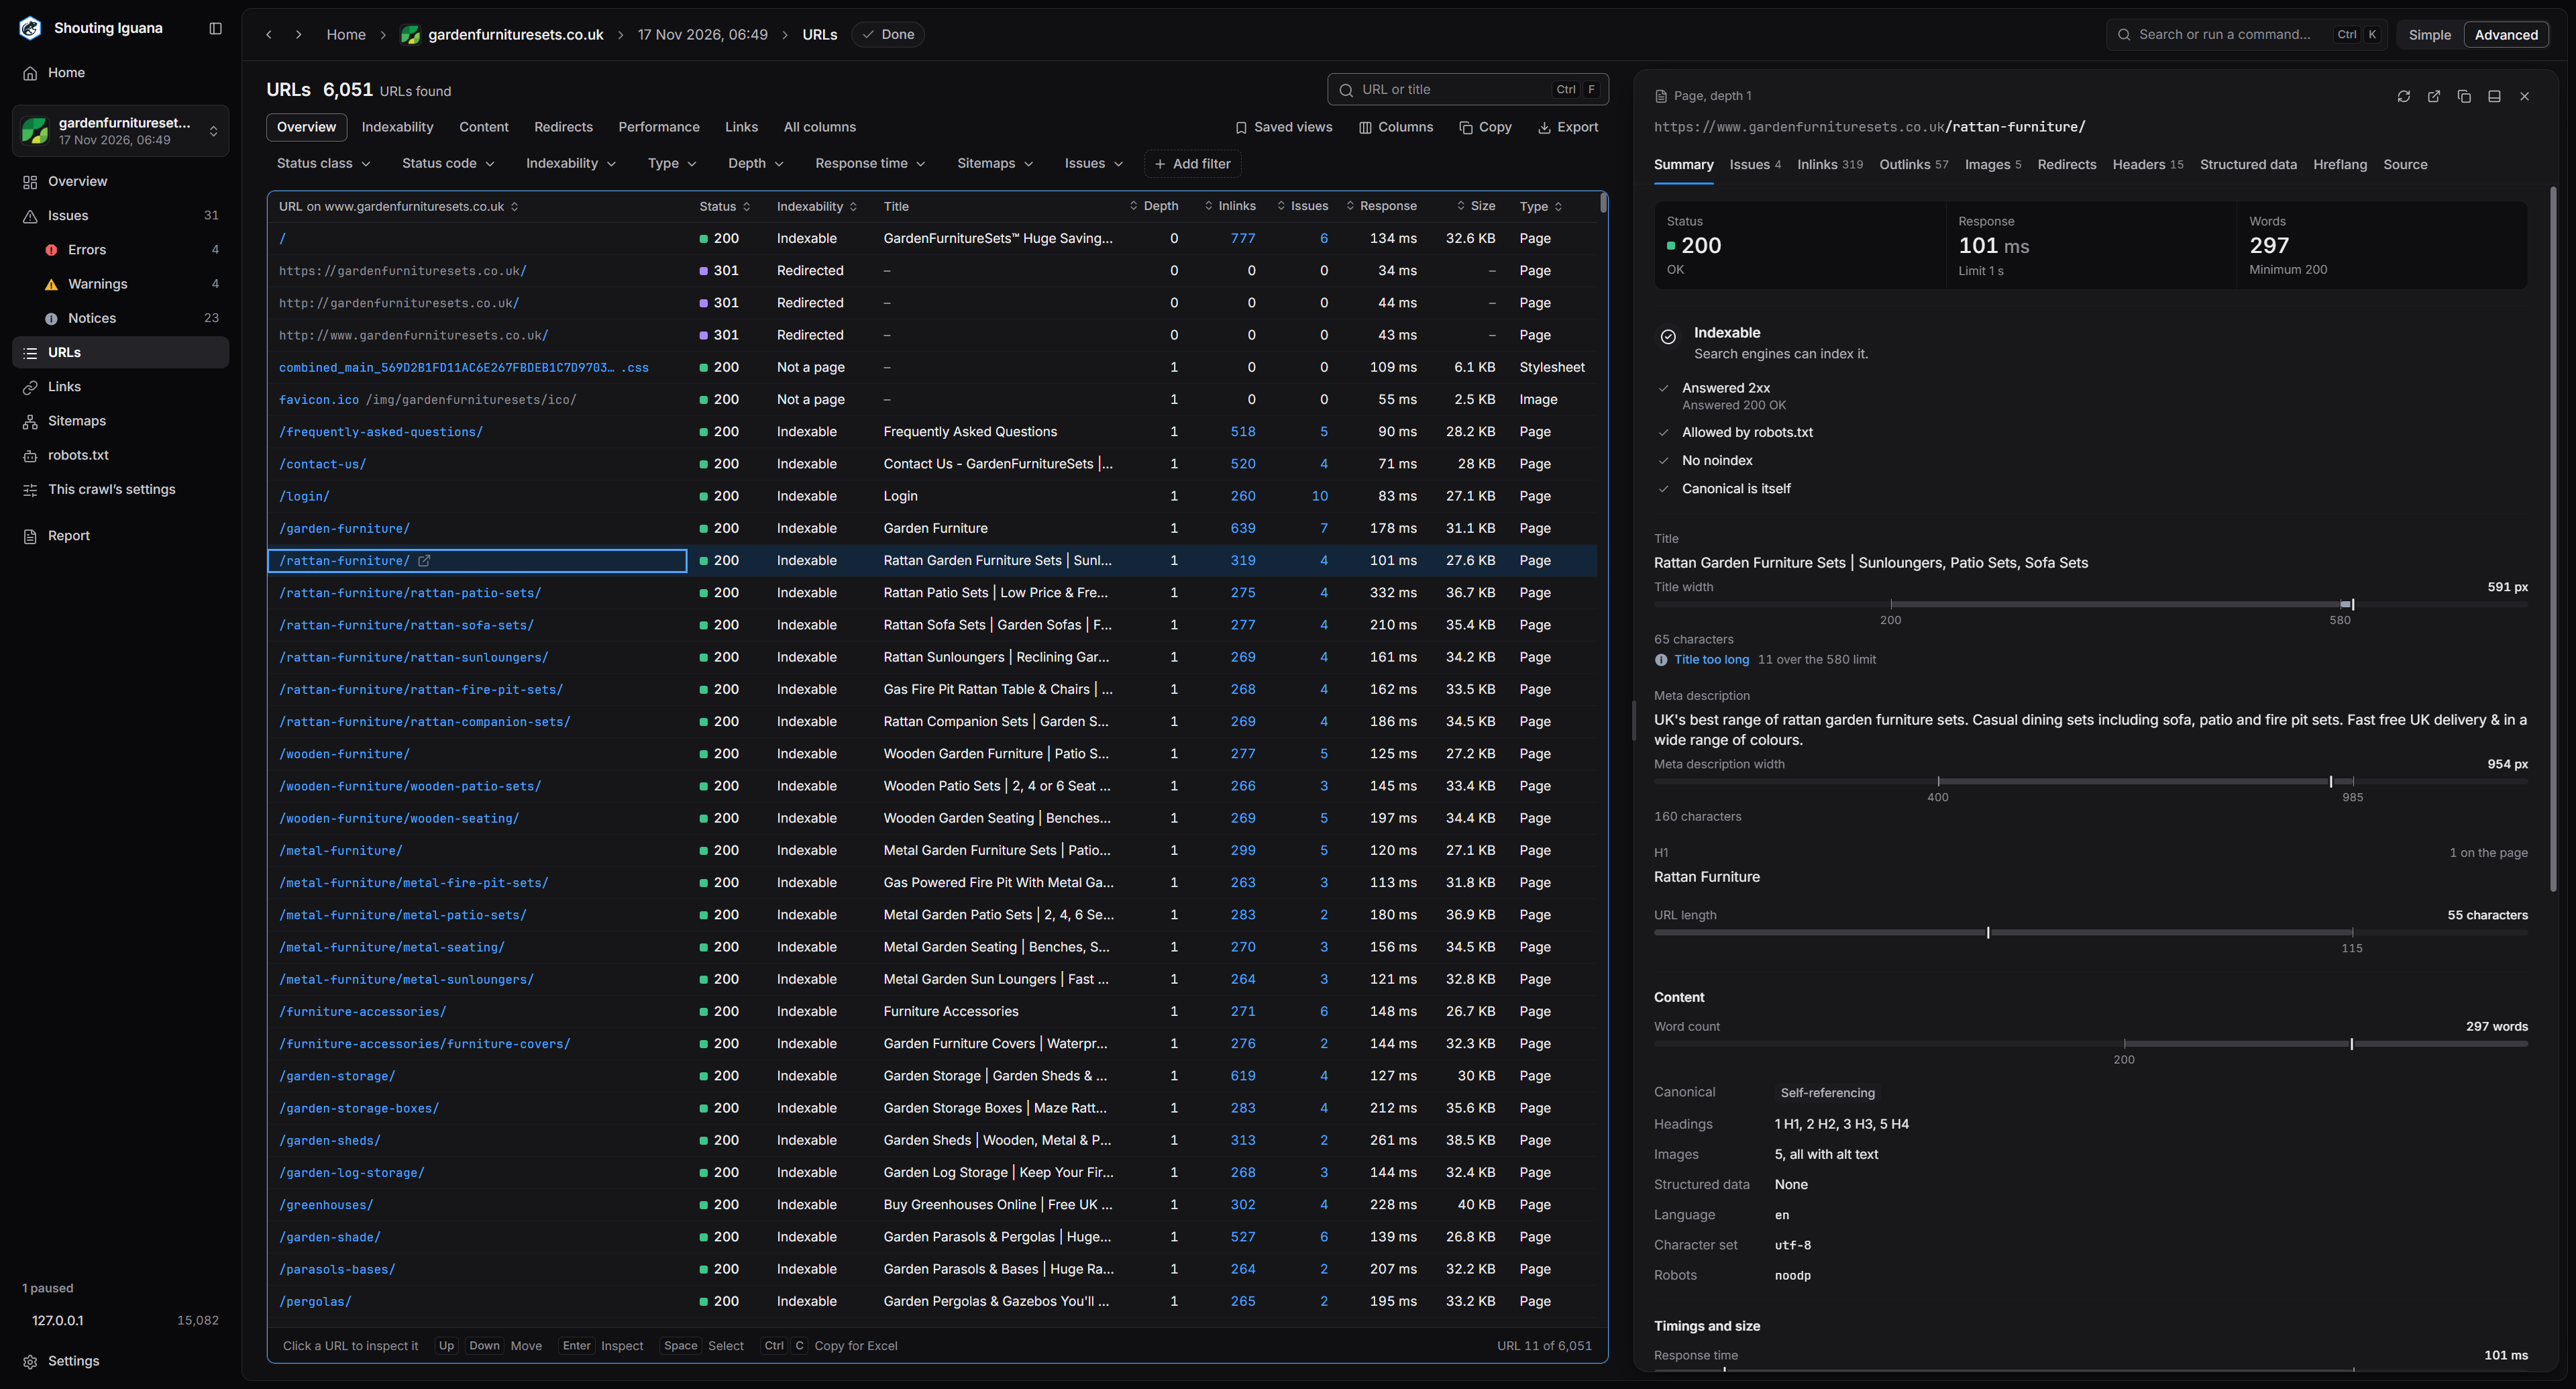 Shouting Iguana
Home
gardenfurnitureset...
17 Nov 2026, 06:49
Overview
Issues 31
Errors 4
Warnings 4
Notices 23
URLs
Links
Sitemaps
robots.txt
This crawl's settings
Report
1 paused
127.0.0.1 15,082
Settings
Home gardenfurnituresets.co.uk 17 Nov 2026, 06:49 URLs Done
Search or run a command... Ctrl K Simple Advanced
URLs 6,051 URLs found
URL or title Ctrl F
Overview Indexability Content Redirects Performance Links All columns
Saved views Columns Copy Export
Status class Status code Indexability Type Depth Response time Sitemaps Issues Add filter
URL on www.gardenfurnituresets.co.uk Status Indexability Title Depth Inlinks Issues Response Size Type
/ 200 Indexable GardenFurnitureSets™ Huge Saving... 0 777 6 134 ms 32.6 KB Page
https://gardenfurnituresets.co.uk/ 301 Redirected – 0 0 0 34 ms – Page
http://gardenfurnituresets.co.uk/ 301 Redirected – 0 0 0 44 ms – Page
http://www.gardenfurnituresets.co.uk/ 301 Redirected – 0 0 0 43 ms – Page
combined_main_569D2B1FD11AC6E267FBDEB1C7D9703… .css 200 Not a page – 1 0 0 109 ms 6.1 KB Stylesheet
favicon.ico /img/gardenfurnituresets/ico/ 200 Not a page – 1 0 0 55 ms 2.5 KB Image
/frequently-asked-questions/ 200 Indexable Frequently Asked Questions 1 518 5 90 ms 28.2 KB Page
/contact-us/ 200 Indexable Contact Us - GardenFurnitureSets |... 1 520 4 71 ms 28 KB Page
/login/ 200 Indexable Login 1 260 10 83 ms 27.1 KB Page
/garden-furniture/ 200 Indexable Garden Furniture 1 639 7 178 ms 31.1 KB Page
/rattan-furniture/ 200 Indexable Rattan Garden Furniture Sets | Sunl... 1 319 4 101 ms 27.6 KB Page
/rattan-furniture/rattan-patio-sets/ 200 Indexable Rattan Patio Sets | Low Price & Fre... 1 275 4 332 ms 36.7 KB Page
/rattan-furniture/rattan-sofa-sets/ 200 Indexable Rattan Sofa Sets | Garden Sofas | F... 1 277 4 210 ms 35.4 KB Page
/rattan-furniture/rattan-sunloungers/ 200 Indexable Rattan Sunloungers | Reclining Gar... 1 269 4 161 ms 34.2 KB Page
/rattan-furniture/rattan-fire-pit-sets/ 200 Indexable Gas Fire Pit Rattan Table & Chairs | ... 1 268 4 162 ms 33.5 KB Page
/rattan-furniture/rattan-companion-sets/ 200 Indexable Rattan Companion Sets | Garden S... 1 269 4 186 ms 34.5 KB Page
/wooden-furniture/ 200 Indexable Wooden Garden Furniture | Patio S... 1 277 5 125 ms 27.2 KB Page
/wooden-furniture/wooden-patio-sets/ 200 Indexable Wooden Patio Sets | 2, 4 or 6 Seat ... 1 266 3 145 ms 33.4 KB Page
/wooden-furniture/wooden-seating/ 200 Indexable Wooden Garden Seating | Benches... 1 269 5 197 ms 34.4 KB Page
/metal-furniture/ 200 Indexable Metal Garden Furniture Sets | Patio... 1 299 5 120 ms 27.1 KB Page
/metal-furniture/metal-fire-pit-sets/ 200 Indexable Gas Powered Fire Pit With Metal Ga... 1 263 3 113 ms 31.8 KB Page
/metal-furniture/metal-patio-sets/ 200 Indexable Metal Garden Patio Sets | 2, 4, 6 Se... 1 283 2 180 ms 36.9 KB Page
/metal-furniture/metal-seating/ 200 Indexable Metal Garden Seating | Benches, S... 1 270 3 156 ms 34.5 KB Page
/metal-furniture/metal-sunloungers/ 200 Indexable Metal Garden Sun Loungers | Fast ... 1 264 3 121 ms 32.8 KB Page
/furniture-accessories/ 200 Indexable Furniture Accessories 1 271 6 148 ms 26.7 KB Page
/furniture-accessories/furniture-covers/ 200 Indexable Garden Furniture Covers | Waterpr... 1 276 2 144 ms 32.3 KB Page
/garden-storage/ 200 Indexable Garden Storage | Garden Sheds & ... 1 619 4 127 ms 30 KB Page
/garden-storage-boxes/ 200 Indexable Garden Storage Boxes | Maze Ratt... 1 283 4 212 ms 35.6 KB Page
/garden-sheds/ 200 Indexable Garden Sheds | Wooden, Metal & P... 1 313 2 261 ms 38.5 KB Page
/garden-log-storage/ 200 Indexable Garden Log Storage | Keep Your Fir... 1 268 3 144 ms 32.4 KB Page
/greenhouses/ 200 Indexable Buy Greenhouses Online | Free UK ... 1 302 4 228 ms 40 KB Page
/garden-shade/ 200 Indexable Garden Parasols & Pergolas | Huge... 1 527 6 139 ms 26.8 KB Page
/parasols-bases/ 200 Indexable Garden Parasols & Bases | Huge Ra... 1 264 2 207 ms 32.2 KB Page
/pergolas/ 200 Indexable Garden Pergolas & Gazebos You'll ... 1 265 2 195 ms 33.2 KB Page
Click a URL to inspect it Up Down Move Enter Inspect Space Select Ctrl C Copy for Excel URL 11 of 6,051
Page, depth 1
https://www.gardenfurnituresets.co.uk/rattan-furniture/
Summary Issues 4 Inlinks 319 Outlinks 57 Images 5 Redirects Headers 15 Structured data Hreflang Source
Status Response Words
200 101 ms 297
OK Limit 1 s Minimum 200
Indexable
Search engines can index it.
Answered 2xx
Answered 200 OK
Allowed by robots.txt
No noindex
Canonical is itself
Title
Rattan Garden Furniture Sets | Sunloungers, Patio Sets, Sofa Sets
Title width 591 px
200 580
65 characters
Title too long 11 over the 580 limit
Meta description
UK's best range of rattan garden furniture sets. Casual dining sets including sofa, patio and fire pit sets. Fast free UK delivery & in a
wide range of colours.
Meta description width 954 px
400 985
160 characters
H1 1 on the page
Rattan Furniture
URL length 55 characters
115
Content
Word count 297 words
200
Canonical Self-referencing
Headings 1 H1, 2 H2, 3 H3, 5 H4
Images 5, all with alt text
Structured data None
Language en
Character set utf-8
Robots noodp
Timings and size
Response time 101 ms